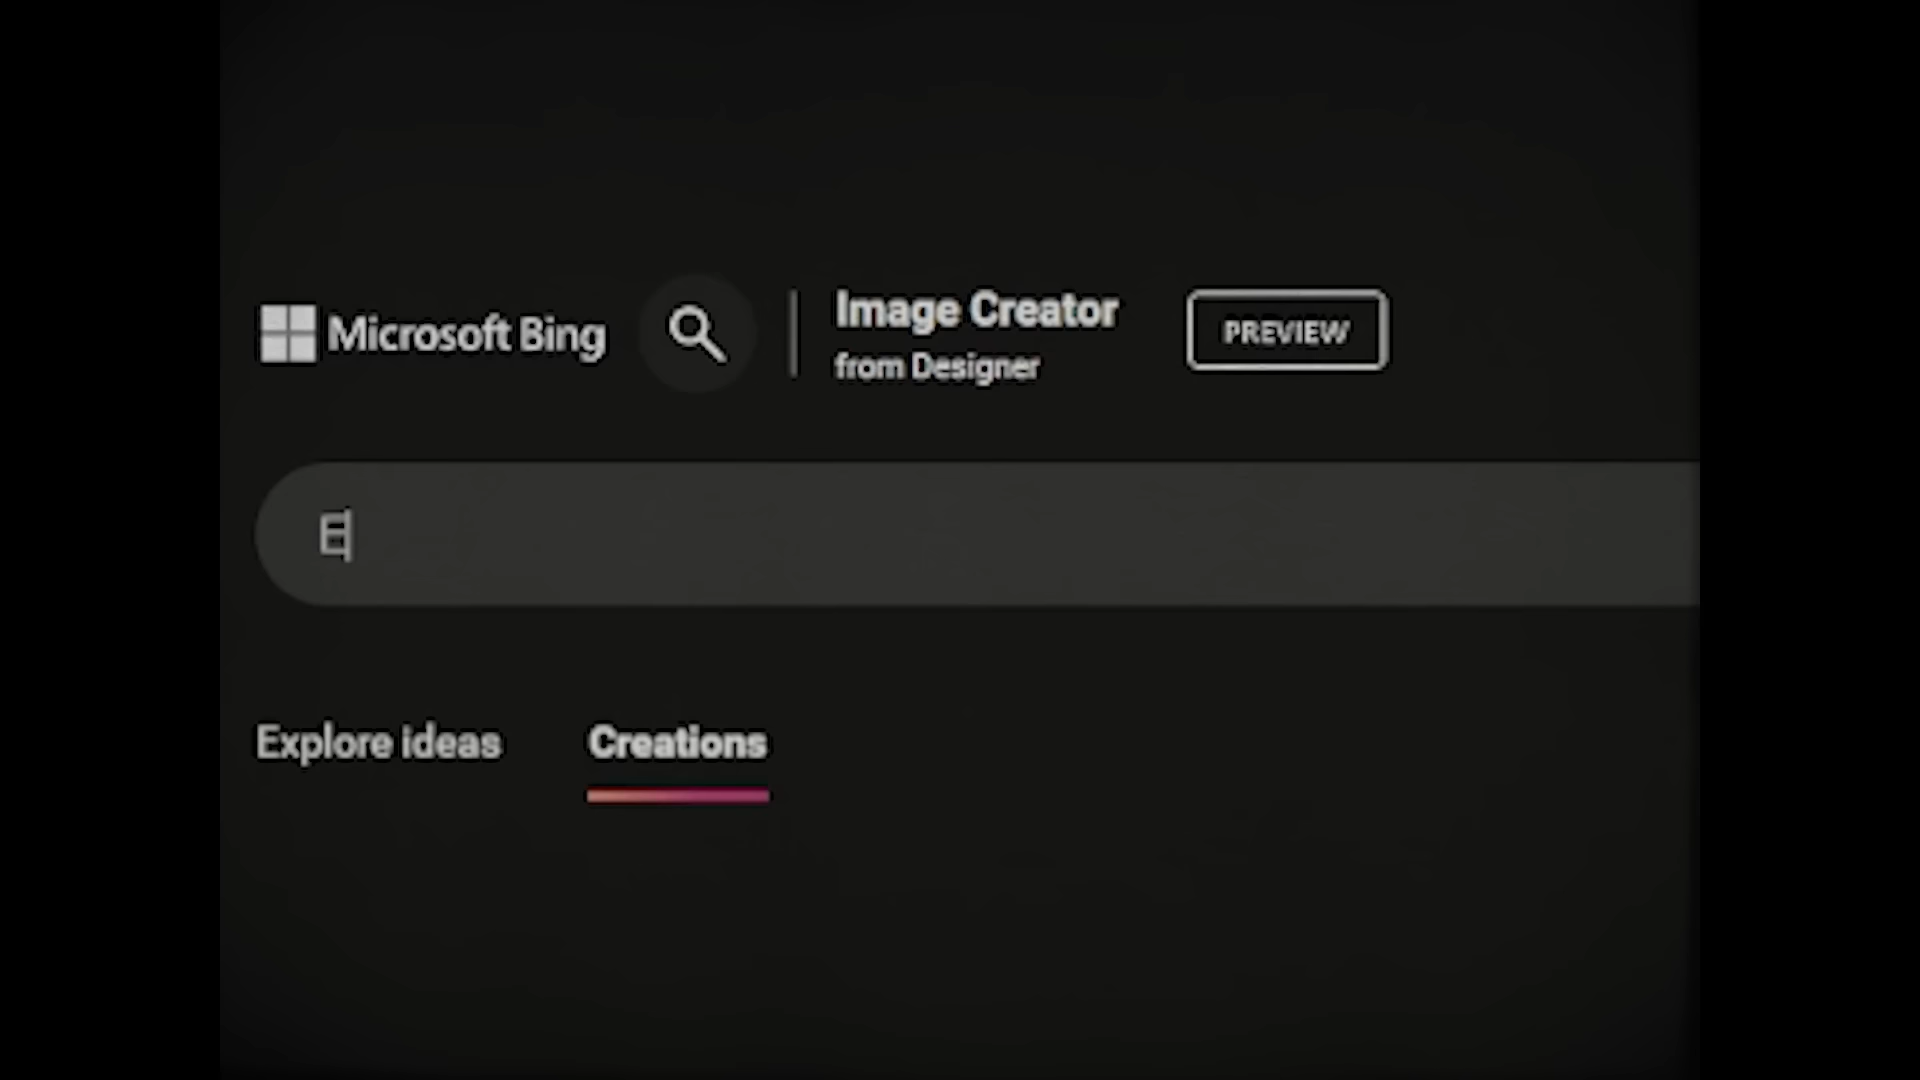 Microsoft Bing
Image Creator
from Designer
PREVIEW
E
Explore ideas
Creations